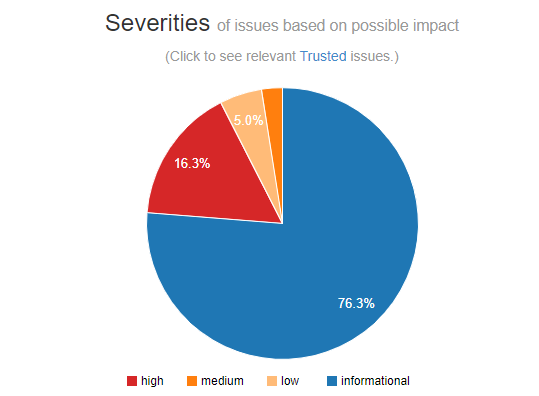 Severities of issues based on possible impact
(Click to see relevant Trusted issues.)
5.0%
16.3%
76.3%
high medium low informational